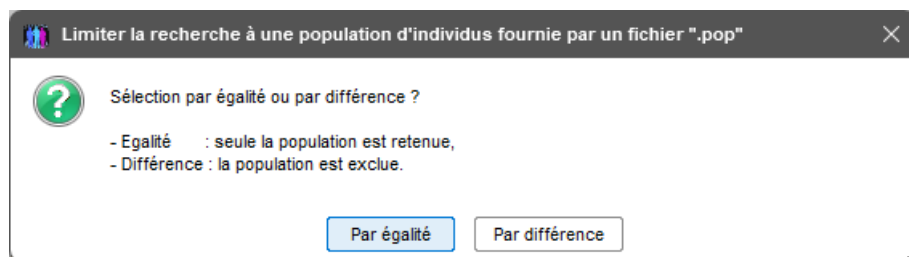 Limiter la recherche à une population d'individus fournie par un fichier ".pop"
Sélection par égalité ou par différence ?
- Egalité : seule la population est retenue,
- Différence : la population est exclue.
Par égalité Par différence